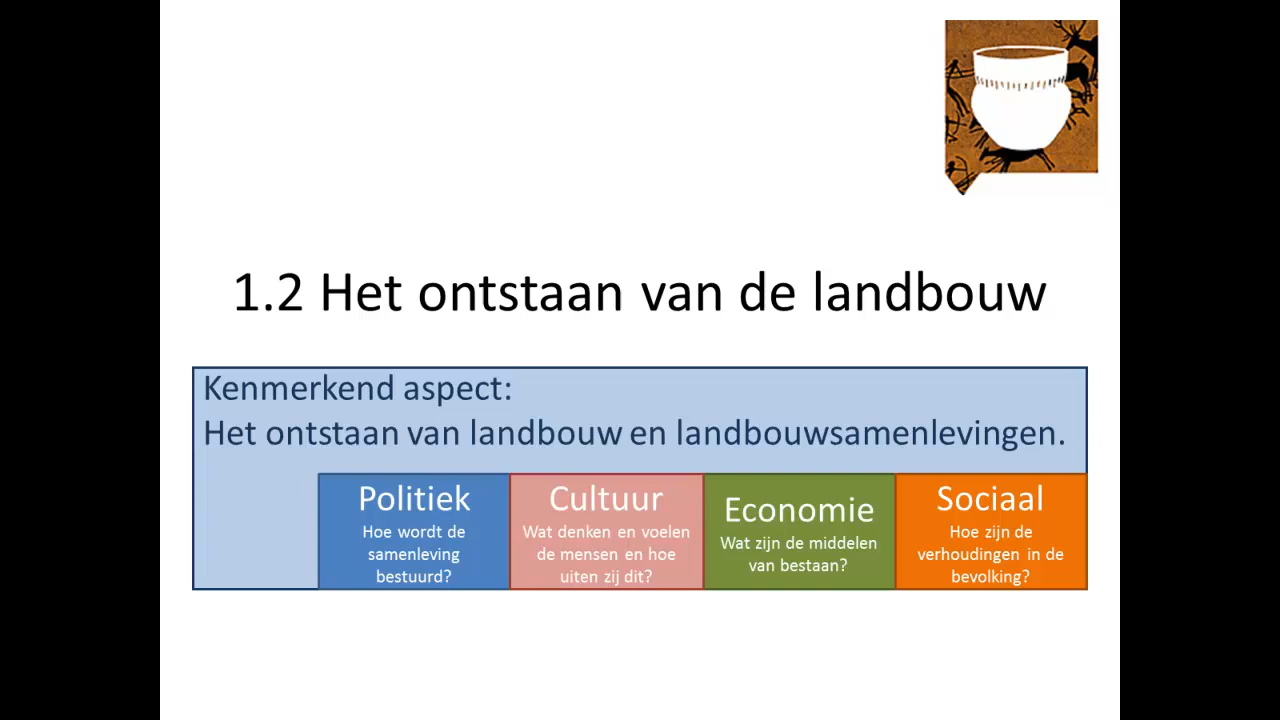 1.2 Het ontstaan van de landbouw
Kenmerkend aspect:
Het ontstaan van landbouw en landbouwsamenlevingen.
Politiek
Hoe wordt de
samenleving
bestuurd?
Cultuur
Wat denken en voelen
de mensen en hoe
uiten zij dit?
Economie
Wat zijn de middelen
van bestaan?
Sociaal
Hoe zijn de
verhoudingen in de
bevolking?